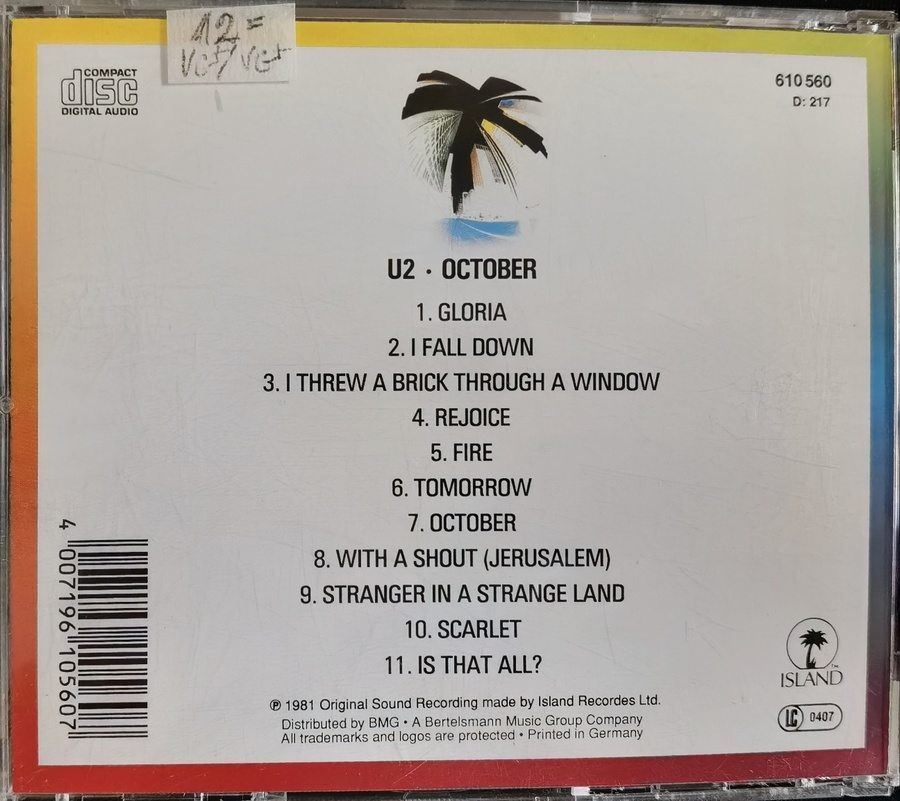 12=
VG+/VG+
COMPACT
disc
DIGITAL AUDIO
610 560
D: 217
U2 · OCTOBER
1. GLORIA
2. I FALL DOWN
3. I THREW A BRICK THROUGH A WINDOW
4. REJOICE
5. FIRE
6. TOMORROW
7. OCTOBER
8. WITH A SHOUT (JERUSALEM)
9. STRANGER IN A STRANGE LAND
10. SCARLET
11. IS THAT ALL?
4 007196 105607
℗ 1981 Original Sound Recording made by Island Recordes Ltd.
Distributed by BMG • A Bertelsmann Music Group Company
All trademarks and logos are protected • Printed in Germany
ISLAND™
LC 0407